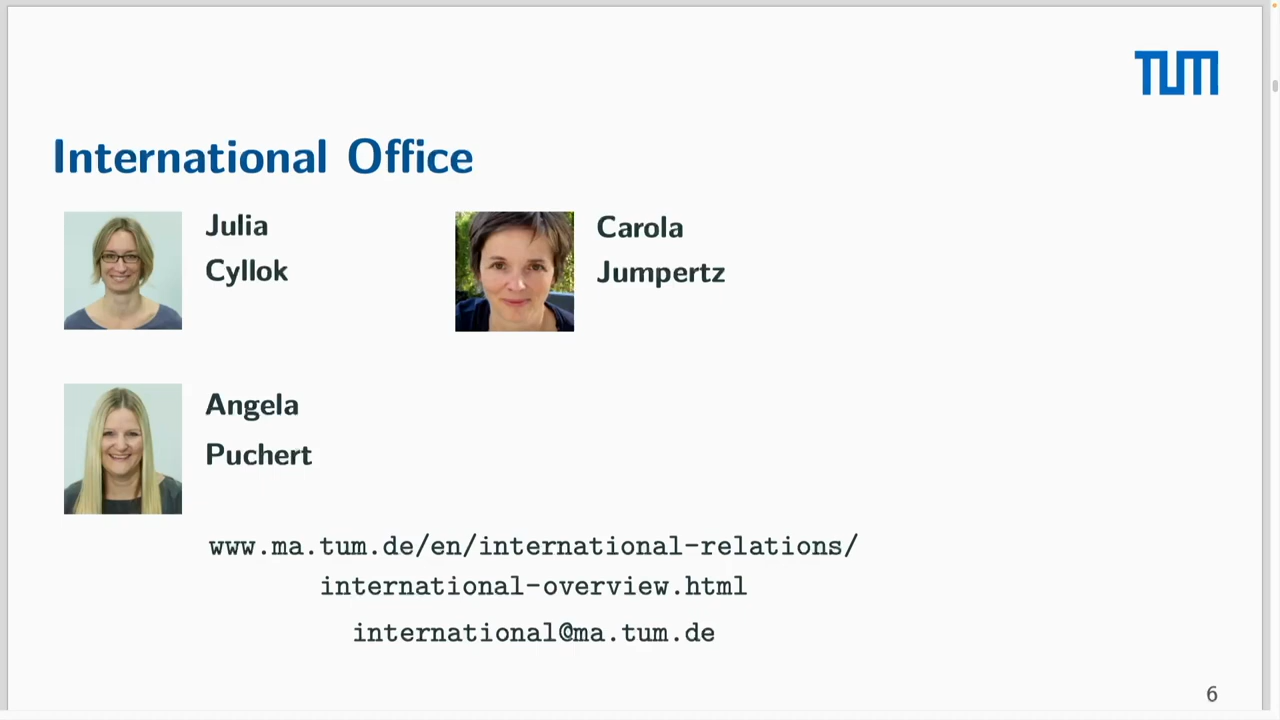 TUM
International Office
Julia
Cyllok
Carola
Jumpertz
Angela
Puchert
www.ma.tum.de/en/international-relations/
international-overview.html
international@ma.tum.de
6